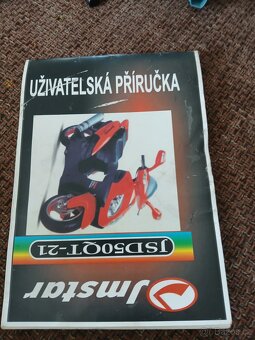 UŽIVATELSKÁ PŘÍRUČKA
JSD50QT-21
Jmstar